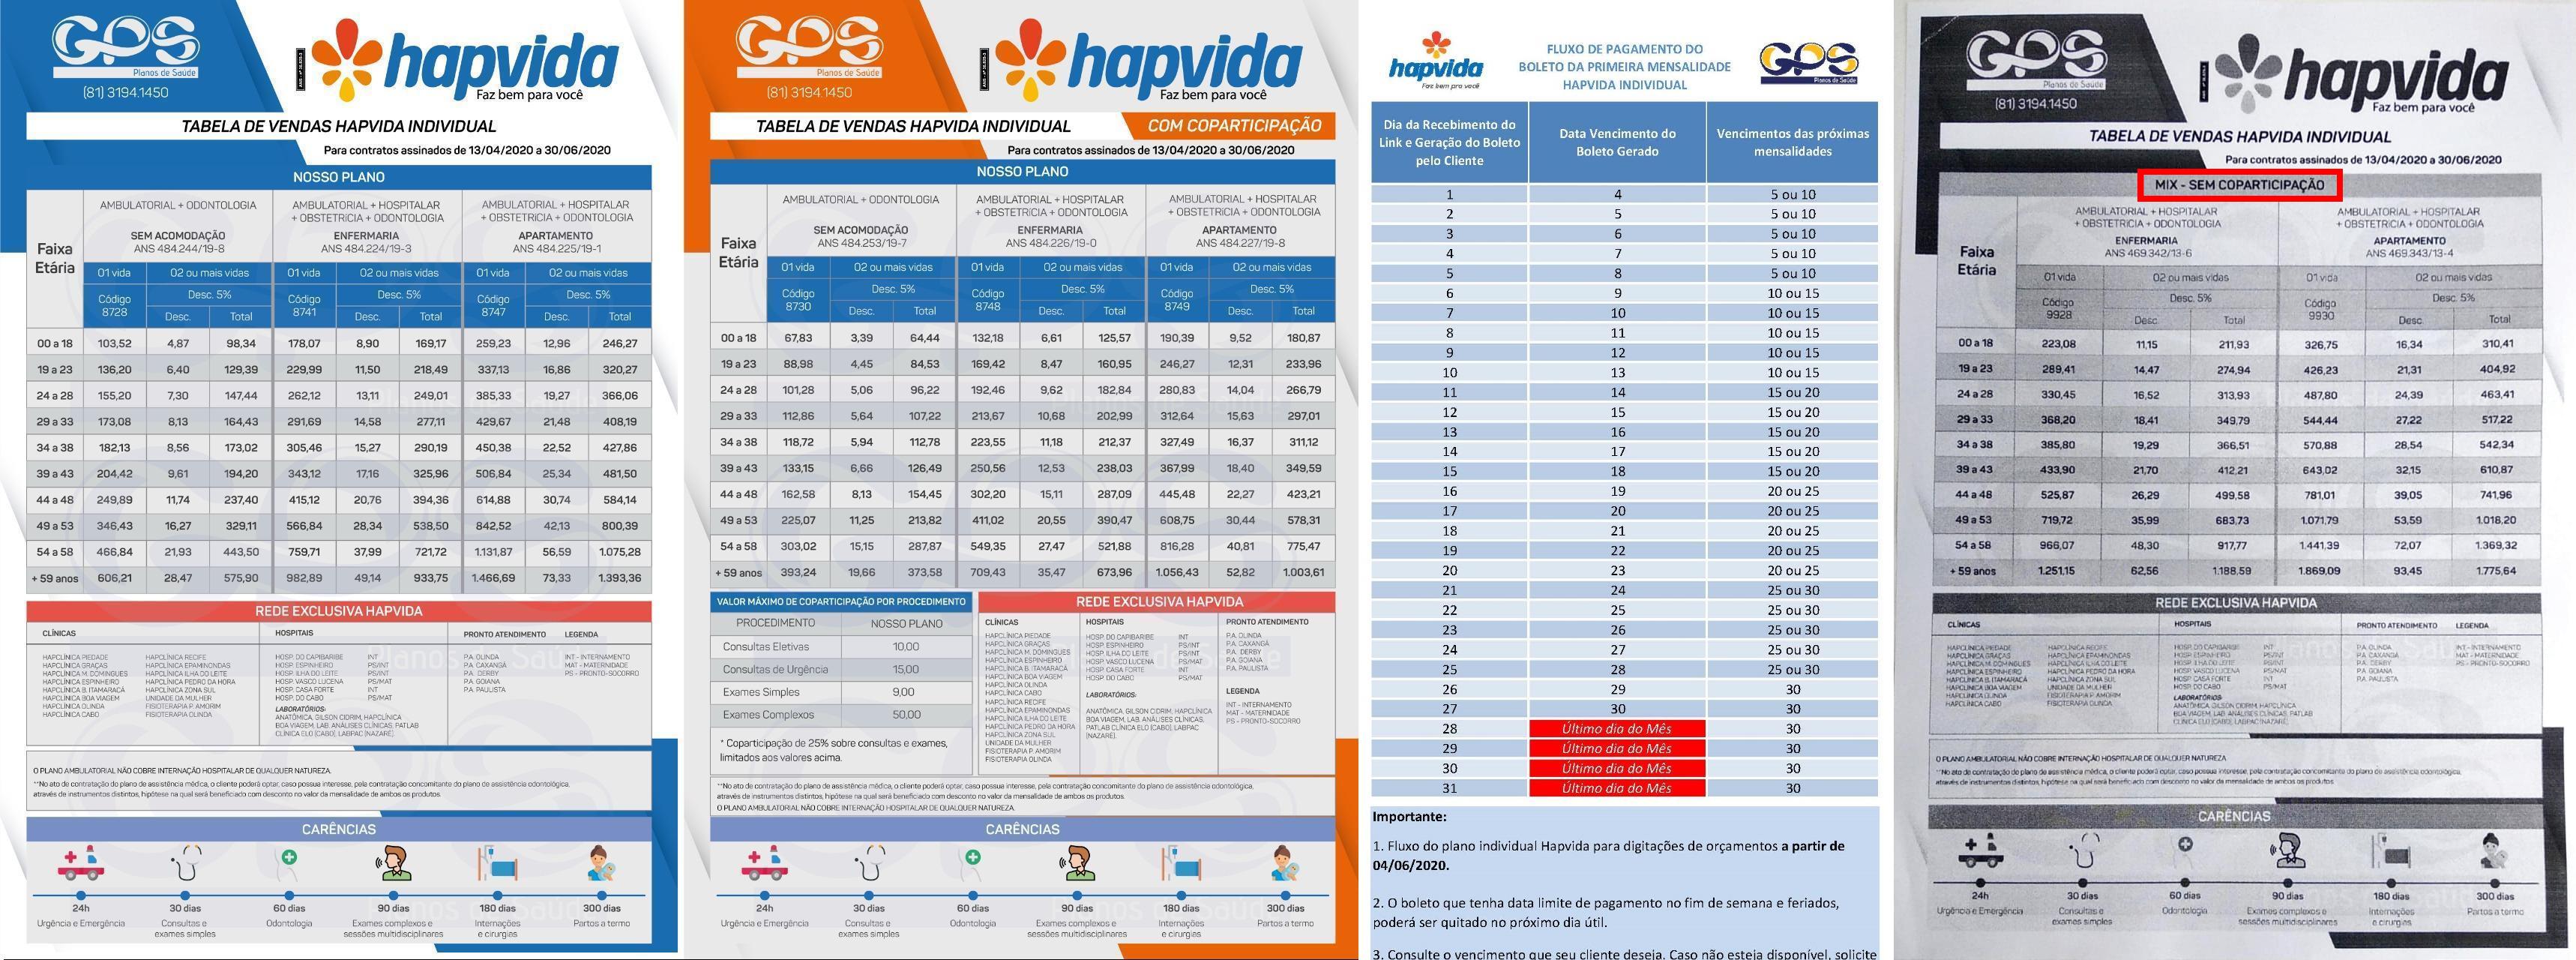 GPS
Planos de Saúde
(81) 3194.1450
hapvida
Faz bem para você
TABELA DE VENDAS HAPVIDA INDIVIDUAL
Para contratos assinados de 13/04/2020 a 30/06/2020
NOSSO PLANO
Faixa Etária
AMBULATORIAL + ODONTOLOGIA
SEM ACOMODAÇÃO
ANS 484.244/19-8
AMBULATORIAL + HOSPITALAR
+ OBSTETRICIA + ODONTOLOGIA
ENFERMARIA
ANS 484.224/19-3
AMBULATORIAL + HOSPITALAR
+ OBSTETRICIA + ODONTOLOGIA
APARTAMENTO
ANS 484.225/19-1
01 vida 02 ou mais vidas 01 vida 02 ou mais vidas 01 vida 02 ou mais vidas
Código 8728 Desc. 5% Código 8741 Desc. 5% Código 8747 Desc. 5%
Desc. Total Desc. Total Desc. Total
00 a 18 103,52 4,87 98,34 178,07 8,90 169,17 259,23 12,96 246,27
19 a 23 136,20 6,40 129,39 229,99 11,50 218,49 337,13 16,86 320,27
24 a 28 155,20 7,30 147,44 262,12 13,11 249,01 385,33 19,27 366,06
29 a 33 173,08 8,13 164,43 291,69 14,58 277,11 429,67 21,48 408,19
34 a 38 182,13 8,56 173,02 305,46 15,27 290,19 450,38 22,52 427,86
39 a 43 204,42 9,61 194,20 343,12 17,16 325,96 506,84 25,34 481,50
44 a 48 249,89 11,74 237,40 415,12 20,76 394,36 614,88 30,74 584,14
49 a 53 346,43 16,27 329,11 566,84 28,34 538,50 842,52 42,13 800,39
54 a 58 466,84 21,93 443,50 759,71 37,99 721,72 1.131,87 56,59 1.075,28
+ 59 anos 606,21 28,47 575,90 982,89 49,14 933,75 1.466,69 73,33 1.393,36
REDE EXCLUSIVA HAPVIDA
CLÍNICAS HOSPITAIS PRONTO ATENDIMENTO LEGENDA
HAPCLÍNICA PIEDADE HAPCLÍNICA RECIFE HOSP. DO CAPIBARIBE INT P.A. OLINDA INT - INTERNAMENTO
HAPCLÍNICA GRAÇAS HAPCLÍNICA EPAMINONDAS HOSP. ESPINHEIRO PS/INT P.A. CAXANGÁ MAT - MATERNIDADE
HAPCLÍNICA M. DOMINGUES HAPCLÍNICA ILHA DO LEITE HOSP. ILHA DO LEITE PS/INT P.A. DERBY PS - PRONTO-SOCORRO
HAPCLÍNICA ESPINHEIRO HAPCLÍNICA PEDRO DA HORA HOSP. VASCO LUCENA PS/MAT P.A. GOIANA
HAPCLÍNICA B. ITAMARACÁ HAPCLÍNICA ZONA SUL HOSP. CASA FORTE INT P.A. PAULISTA
HAPCLÍNICA BOA VIAGEM UNIDADE DA MULHER HOSP. DO CABO PS/MAT
HAPCLÍNICA OLINDA FISIOTERAPIA P. AMORIM LABORATÓRIOS:
HAPCLÍNICA CABO FISIOTERAPIA OLINDA ANATÔMICA, GILSON CIDRIM, HAPCLÍNICA
BOA VIAGEM, LAB. ANÁLISES CLÍNICAS, PATLAB
CLÍNICA ELO (CABO), LABPAC (NAZARÉ).
O PLANO AMBULATORIAL NÃO COBRE INTERNAÇÃO HOSPITALAR DE QUALQUER NATUREZA.
**No ato de contratação do plano de assistência médica, o cliente poderá optar, caso possua interesse, pela contratação concomitante do plano de assistência odontológica,
através de instrumentos distintos, hipótese na qual será beneficiado com desconto no valor da mensalidade de ambos os produtos.
CARÊNCIAS
24h 30 dias 60 dias 90 dias 180 dias 300 dias
Urgência e Emergência Consultas e Odontologia Exames complexos e Internações Partos a termo
exames simples sessões multidisciplinares e cirurgias
GPS
Planos de Saúde
(81) 3194.1450
hapvida
Faz bem para você
TABELA DE VENDAS HAPVIDA INDIVIDUAL COM COPARTICIPAÇÃO
Para contratos assinados de 13/04/2020 a 30/06/2020
NOSSO PLANO
Faixa Etária
AMBULATORIAL + ODONTOLOGIA
SEM ACOMODAÇÃO
ANS 484.253/19-7
AMBULATORIAL + HOSPITALAR
+ OBSTETRICIA + ODONTOLOGIA
ENFERMARIA
ANS 484.226/19-0
AMBULATORIAL + HOSPITALAR
+ OBSTETRICIA + ODONTOLOGIA
APARTAMENTO
ANS 484.227/19-8
01 vida 02 ou mais vidas 01 vida 02 ou mais vidas 01 vida 02 ou mais vidas
Código 8730 Desc. 5% Código 8748 Desc. 5% Código 8749 Desc. 5%
Desc. Total Desc. Total Desc. Total
00 a 18 67,83 3,39 64,44 132,18 6,61 125,57 190,39 9,52 180,87
19 a 23 88,98 4,45 84,53 169,42 8,47 160,95 246,27 12,31 233,96
24 a 28 101,28 5,06 96,22 192,46 9,62 182,84 280,83 14,04 266,79
29 a 33 112,86 5,64 107,22 213,67 10,68 202,99 312,64 15,63 297,01
34 a 38 118,72 5,94 112,78 223,55 11,18 212,37 327,49 16,37 311,12
39 a 43 133,15 6,66 126,49 250,56 12,53 238,03 367,99 18,40 349,59
44 a 48 162,58 8,13 154,45 302,20 15,11 287,09 445,48 22,27 423,21
49 a 53 225,07 11,25 213,82 411,02 20,55 390,47 608,75 30,44 578,31
54 a 58 303,02 15,15 287,87 549,35 27,47 521,88 816,28 40,81 775,47
+ 59 anos 393,24 19,66 373,58 709,43 35,47 673,96 1.056,43 52,82 1.003,61
VALOR MÁXIMO DE COPARTICIPAÇÃO POR PROCEDIMENTO
PROCEDIMENTO NOSSO PLANO
Consultas Eletivas 10,00
Consultas de Urgência 15,00
Exames Simples 9,00
Exames Complexos 50,00
* Coparticipação de 25% sobre consultas e exames,
limitados aos valores acima.
REDE EXCLUSIVA HAPVIDA
CLÍNICAS
HAPCLÍNICA PIEDADE
HAPCLÍNICA GRAÇAS
HAPCLÍNICA M. DOMINGUES
HAPCLÍNICA ESPINHEIRO
HAPCLÍNICA B. ITAMARACÁ
HAPCLÍNICA BOA VIAGEM
HAPCLÍNICA OLINDA
HAPCLÍNICA CABO
HAPCLÍNICA RECIFE
HAPCLÍNICA EPAMINONDAS
HAPCLÍNICA ILHA DO LEITE
HAPCLÍNICA PEDRO DA HORA
HAPCLÍNICA ZONA SUL
UNIDADE DA MULHER
FISIOTERAPIA P. AMORIM
FISIOTERAPIA OLINDA
HOSPITAIS
HOSP. DO CAPIBARIBE INT
HOSP. ESPINHEIRO PS/INT
HOSP. ILHA DO LEITE PS/INT
HOSP. VASCO LUCENA PS/MAT
HOSP. CASA FORTE INT
HOSP. DO CABO PS/MAT
LABORATÓRIOS:
ANATÔMICA, GILSON CIDRIM, HAPCLÍNICA
BOA VIAGEM, LAB. ANÁLISES CLÍNICAS,
PATLAB CLÍNICA ELO (CABO), LABPAC
(NAZARÉ).
PRONTO ATENDIMENTO
P.A. OLINDA
P.A. CAXANGÁ
P.A. DERBY
P.A. GOIANA
P.A. PAULISTA
LEGENDA
INT - INTERNAMENTO
MAT - MATERNIDADE
PS - PRONTO-SOCORRO
**No ato de contratação do plano de assistência médica, o cliente poderá optar, caso possua interesse, pela contratação concomitante do plano de assistência odontológica,
através de instrumentos distintos, hipótese na qual será beneficiado com desconto no valor da mensalidade de ambos os produtos.
O PLANO AMBULATORIAL NÃO COBRE INTERNAÇÃO HOSPITALAR DE QUALQUER NATUREZA.
CARÊNCIAS
24h 30 dias 60 dias 90 dias 180 dias 300 dias
Urgência e Emergência Consultas e Odontologia Exames complexos e Internações Partos a termo
exames simples sessões multidisciplinares e cirurgias
hapvida
Faz bem pra você
FLUXO DE PAGAMENTO DO
BOLETO DA PRIMEIRA MENSALIDADE
HAPVIDA INDIVIDUAL
GPS
Planos de Saúde
Dia da Recebimento do Link e Geração do Boleto pelo Cliente Data Vencimento do Boleto Gerado Vencimentos das próximas mensalidades
1 4 5 ou 10
2 5 5 ou 10
3 6 5 ou 10
4 7 5 ou 10
5 8 5 ou 10
6 9 10 ou 15
7 10 10 ou 15
8 11 10 ou 15
9 12 10 ou 15
10 13 10 ou 15
11 14 15 ou 20
12 15 15 ou 20
13 16 15 ou 20
14 17 15 ou 20
15 18 15 ou 20
16 19 20 ou 25
17 20 20 ou 25
18 21 20 ou 25
19 22 20 ou 25
20 23 20 ou 25
21 24 25 ou 30
22 25 25 ou 30
23 26 25 ou 30
24 27 25 ou 30
25 28 25 ou 30
26 29 30
27 30 30
28 Último dia do Mês 30
29 Último dia do Mês 30
30 Último dia do Mês 30
31 Último dia do Mês 30
Importante:
1. Fluxo do plano individual Hapvida para digitações de orçamentos a partir de
04/06/2020.
2. O boleto que tenha data limite de pagamento no fim de semana e feriados,
poderá ser quitado no próximo dia útil.
3. Consulte o vencimento que seu cliente deseja. Caso não esteja disponível, solicite
GPS
Planos de Saúde
(81) 3194.1450
hapvida
Faz bem para você
TABELA DE VENDAS HAPVIDA INDIVIDUAL
Para contratos assinados de 13/04/2020 a 30/06/2020
MIX - SEM COPARTICIPAÇÃO
Faixa Etária
AMBULATORIAL + HOSPITALAR
+ OBSTETRICIA + ODONTOLOGIA
ENFERMARIA
ANS 469.342/13-6
AMBULATORIAL + HOSPITALAR
+ OBSTETRICIA + ODONTOLOGIA
APARTAMENTO
ANS 469.343/13-4
01 vida 02 ou mais vidas 01 vida 02 ou mais vidas
Código 9928 Desc. 5% Código 9930 Desc. 5%
Desc. Total Desc. Total
00 a 18 223,08 11,15 211,93 326,75 16,34 310,41
19 a 23 289,41 14,47 274,94 426,23 21,31 404,92
24 a 28 330,45 16,52 313,93 487,80 24,39 463,41
29 a 33 368,20 18,41 349,79 544,44 27,22 517,22
34 a 38 385,80 19,29 366,51 570,88 28,54 542,34
39 a 43 433,90 21,70 412,21 643,02 32,15 610,87
44 a 48 525,87 26,29 499,58 781,01 39,05 741,96
49 a 53 719,72 35,99 683,73 1.071,79 53,59 1.018,20
54 a 58 966,07 48,30 917,77 1.441,39 72,07 1.369,32
+ 59 anos 1.251,15 62,56 1.188,59 1.869,09 93,45 1.775,64
REDE EXCLUSIVA HAPVIDA
CLÍNICAS HOSPITAIS PRONTO ATENDIMENTO LEGENDA
HAPCLÍNICA PIEDADE HAPCLÍNICA RECIFE HOSP. DO CAPIBARIBE INT P.A. OLINDA INT - INTERNAMENTO
HAPCLÍNICA GRAÇAS HAPCLÍNICA EPAMINONDAS HOSP. ESPINHEIRO PS/INT P.A. CAXANGÁ MAT - MATERNIDADE
HAPCLÍNICA M. DOMINGUES HAPCLÍNICA ILHA DO LEITE HOSP. ILHA DO LEITE PS/INT P.A. DERBY PS - PRONTO-SOCORRO
HAPCLÍNICA ESPINHEIRO HAPCLÍNICA PEDRO DA HORA HOSP. VASCO LUCENA PS/MAT P.A. GOIANA
HAPCLÍNICA B. ITAMARACÁ HAPCLÍNICA ZONA SUL HOSP. CASA FORTE INT P.A. PAULISTA
HAPCLÍNICA BOA VIAGEM UNIDADE DA MULHER HOSP. DO CABO PS/MAT
HAPCLÍNICA OLINDA FISIOTERAPIA P. AMORIM LABORATÓRIOS:
HAPCLÍNICA CABO FISIOTERAPIA OLINDA ANATÔMICA, GILSON CIDRIM, HAPCLÍNICA
BOA VIAGEM, LAB. ANÁLISES CLÍNICAS, PATLAB
CLÍNICA ELO (CABO), LABPAC (NAZARÉ).
O PLANO AMBULATORIAL NÃO COBRE INTERNAÇÃO HOSPITALAR DE QUALQUER NATUREZA
**No ato de contratação do plano de assistência médica, o cliente poderá optar, caso possua interesse, pela contratação concomitante do plano de assistência odontológica,
através de instrumentos distintos, hipótese na qual será beneficiado com desconto no valor da mensalidade de ambos os produtos
CARÊNCIAS
24h 30 dias 60 dias 90 dias 180 dias 300 dias
Urgência e Emergência Consultas e Odontologia Exames complexos e Internações Partos a termo
exames simples sessões multidisciplinares e cirurgias